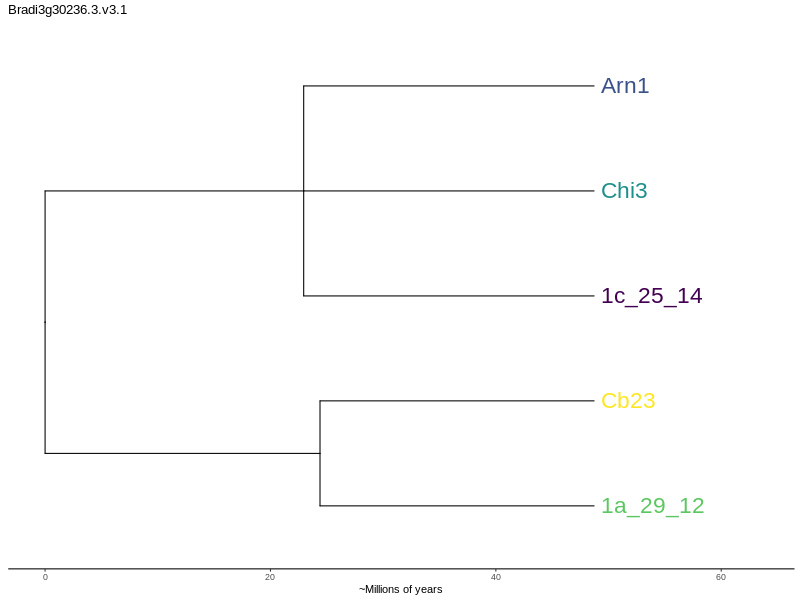 Bradi3g30236.3.v3.1
Arn1
Chi3
1c_25_14
Cb23
1a_29_12
0 20 40 60
~Millions of years